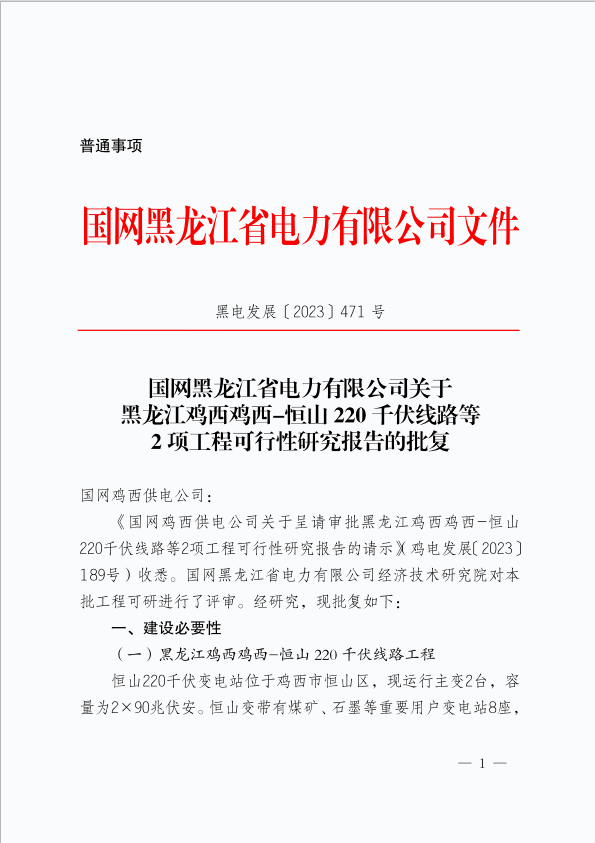 普通事项
国网黑龙江省电力有限公司文件
黑电发展〔2023〕471 号
国网黑龙江省电力有限公司关于
黑龙江鸡西鸡西-恒山 220 千伏线路等
2 项工程可行性研究报告的批复
国网鸡西供电公司：
《国网鸡西供电公司关于呈请审批黑龙江鸡西鸡西-恒山
220千伏线路等2项工程可行性研究报告的请示》（鸡电发展〔2023〕
189号）收悉。国网黑龙江省电力有限公司经济技术研究院对本
批工程可研进行了评审。经研究，现批复如下：
一、建设必要性
（一）黑龙江鸡西鸡西-恒山 220 千伏线路工程
恒山220千伏变电站位于鸡西市恒山区，现运行主变2台，容
量为2×90兆伏安。恒山变带有煤矿、石墨等重要用户变电站8座，
— 1 —